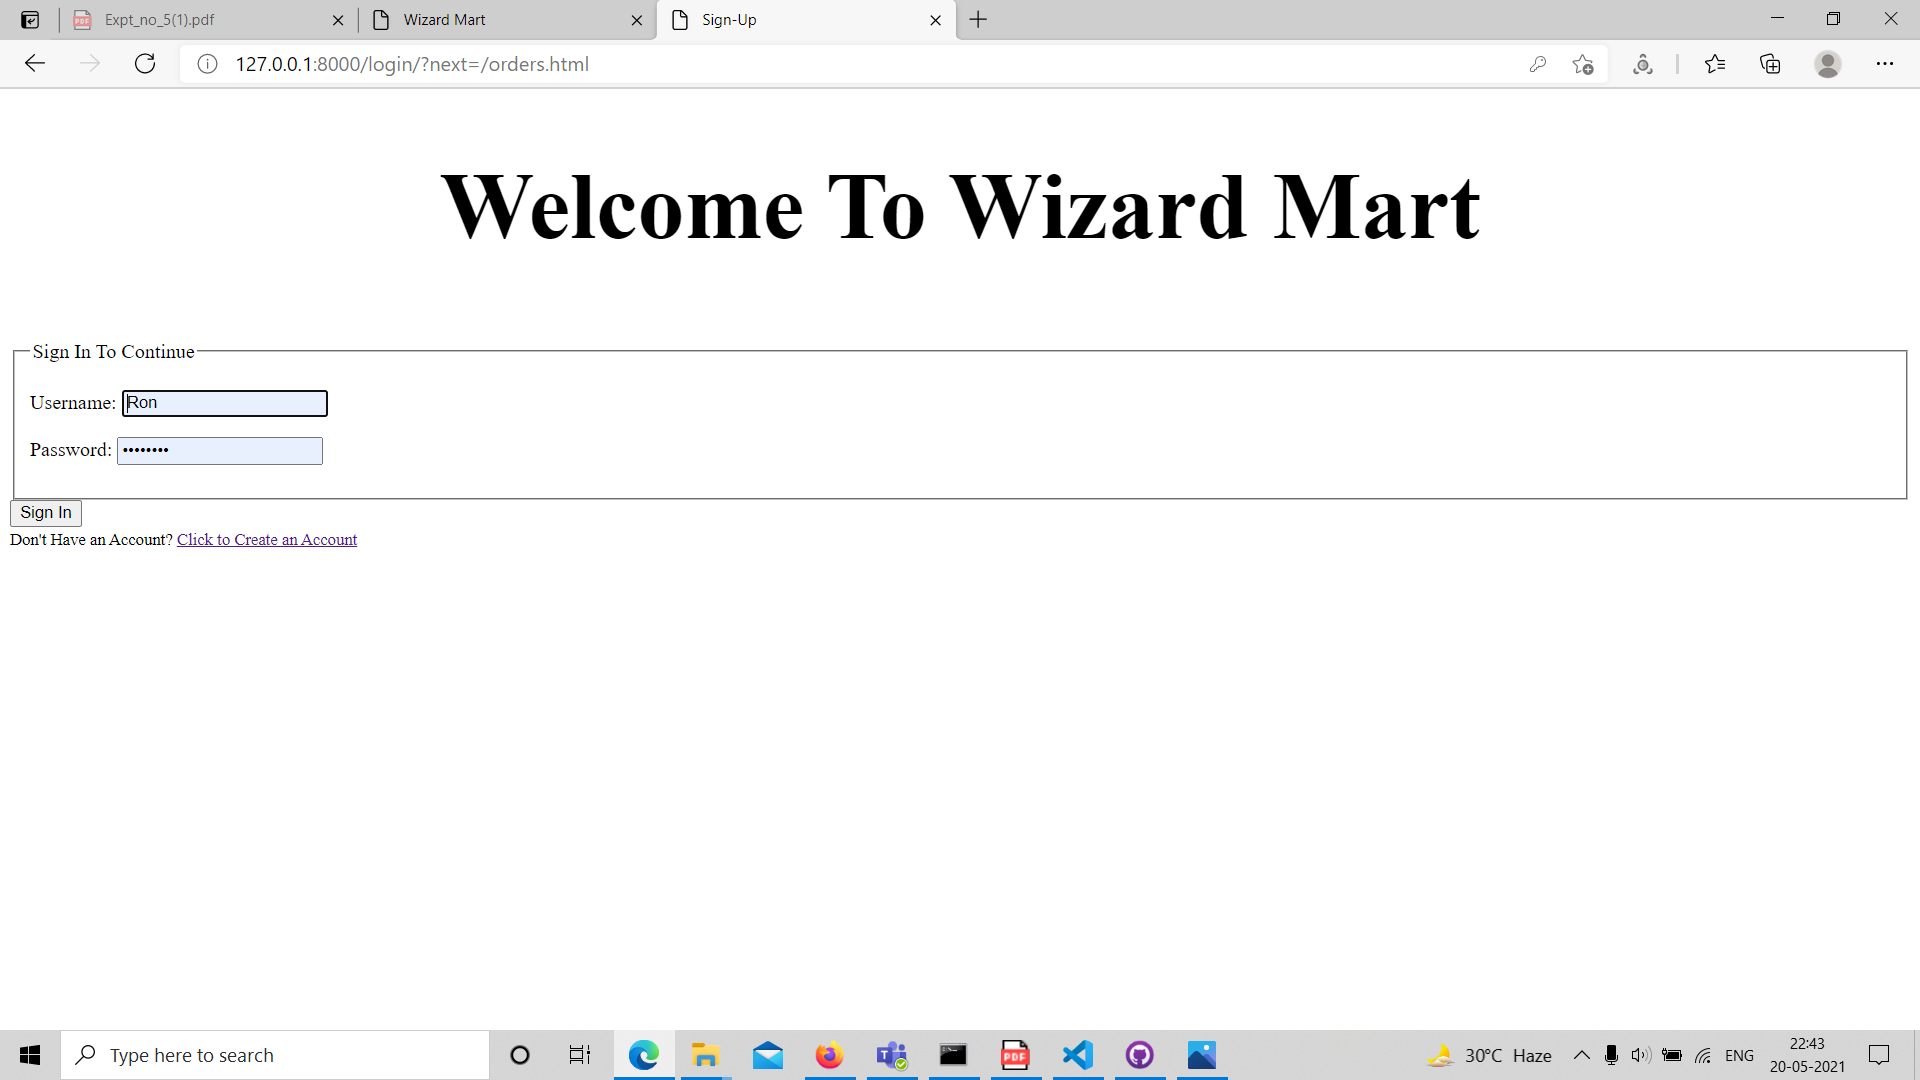 Expt_no_5(1).pdf
Wizard Mart
Sign-Up
127.0.0.1:8000/login/?next=/orders.html
Welcome To Wizard Mart
Sign In To Continue
Username: Ron
Password: ••••••••
Sign In
Don't Have an Account? Click to Create an Account
Type here to search
PDF
30°C Haze
ENG
22:43
20-05-2021